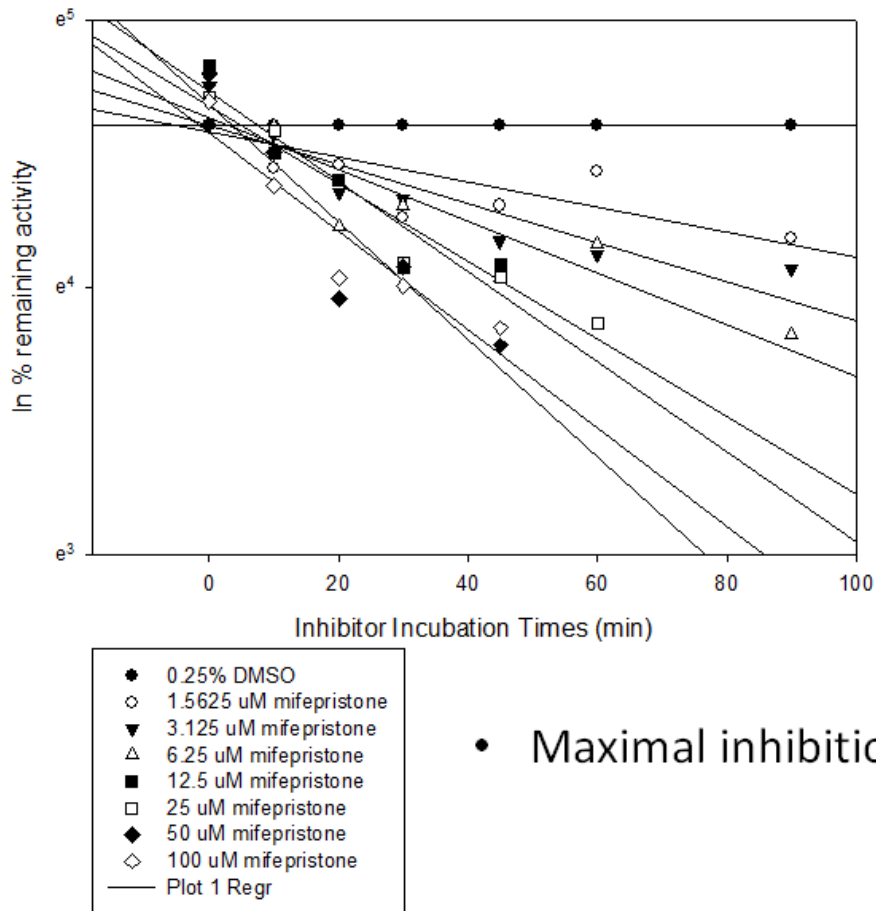 e⁵
e⁴
e³
ln % remaining activity
0 20 40 60 80 100
Inhibitor Incubation Times (min)
0.25% DMSO
1.5625 uM mifepristone
3.125 uM mifepristone
6.25 uM mifepristone
12.5 uM mifepristone
25 uM mifepristone
50 uM mifepristone
100 uM mifepristone
Plot 1 Regr
• Maximal inhibitic